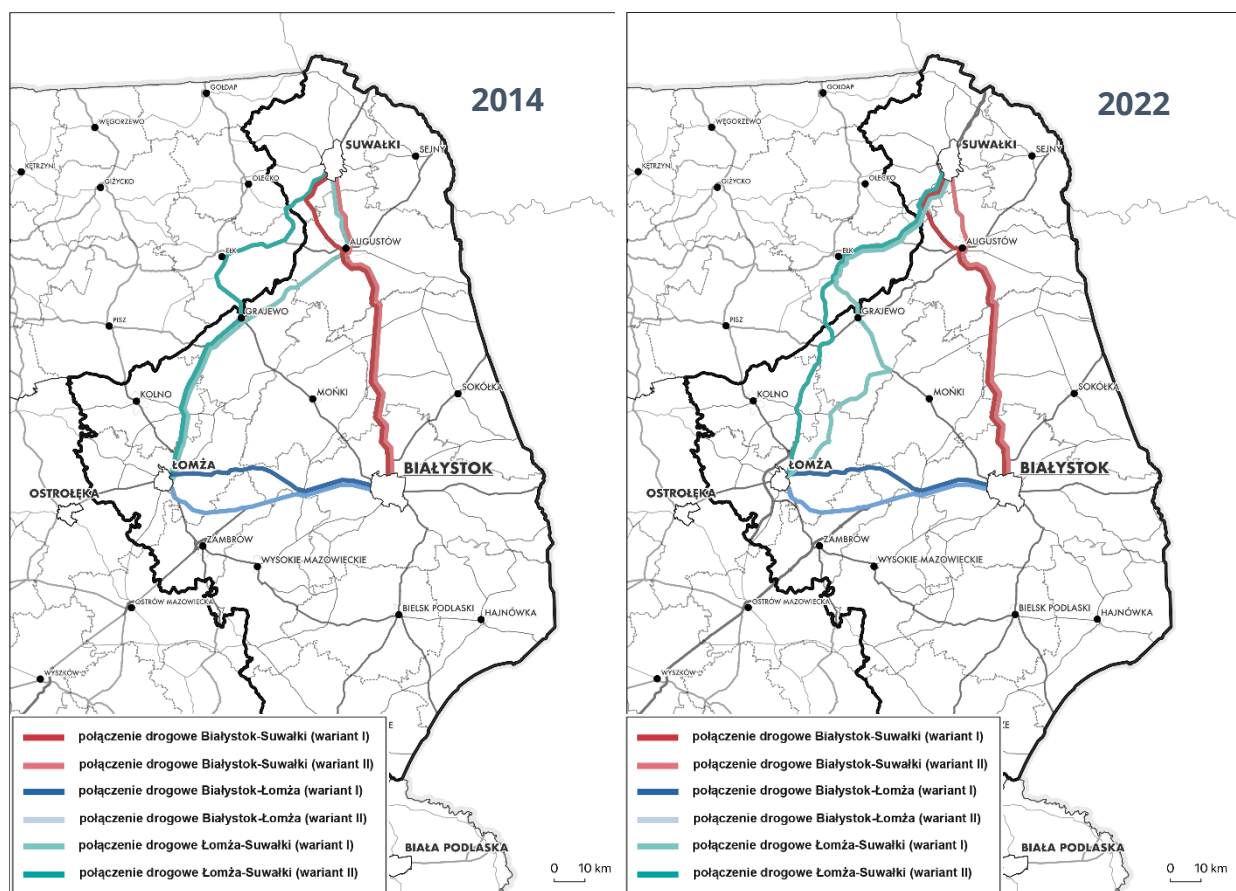 2014
GOŁDAP
WĘGORZEWO
SUWAŁKI
SEJNY
KĘTRZYN
GIŻYCKO
OLECKO
AUGUSTÓW
EŁK
GRAJEWO
PISZ
KOLNO
MOŃKI
SOKÓŁKA
ŁOMŻA
BIAŁYSTOK
OSTROŁĘKA
ZAMBRÓW
WYSOKIE MAZOWIECKIE
OSTRÓW MAZOWIECKA
BIELSK PODLASKI
HAJNÓWKA
WYSZKÓW
połączenie drogowe Białystok-Suwałki (wariant I)
połączenie drogowe Białystok-Suwałki (wariant II)
połączenie drogowe Białystok-Łomża (wariant I)
połączenie drogowe Białystok-Łomża (wariant II)
połączenie drogowe Łomża-Suwałki (wariant I)
połączenie drogowe Łomża-Suwałki (wariant II)
BIAŁA PODLASKA
0 10 km
2022
GOŁDAP
WĘGORZEWO
SUWAŁKI
SEJNY
KĘTRZYN
GIŻYCKO
OLECKO
AUGUSTÓW
EŁK
GRAJEWO
PISZ
KOLNO
MOŃKI
SOKÓŁKA
ŁOMŻA
BIAŁYSTOK
OSTROŁĘKA
ZAMBRÓW
WYSOKIE MAZOWIECKIE
OSTRÓW MAZOWIECKA
BIELSK PODLASKI
HAJNÓWKA
WYSZKÓW
połączenie drogowe Białystok-Suwałki (wariant I)
połączenie drogowe Białystok-Suwałki (wariant II)
połączenie drogowe Białystok-Łomża (wariant I)
połączenie drogowe Białystok-Łomża (wariant II)
połączenie drogowe Łomża-Suwałki (wariant I)
połączenie drogowe Łomża-Suwałki (wariant II)
BIAŁA PODLASKA
0 10 km